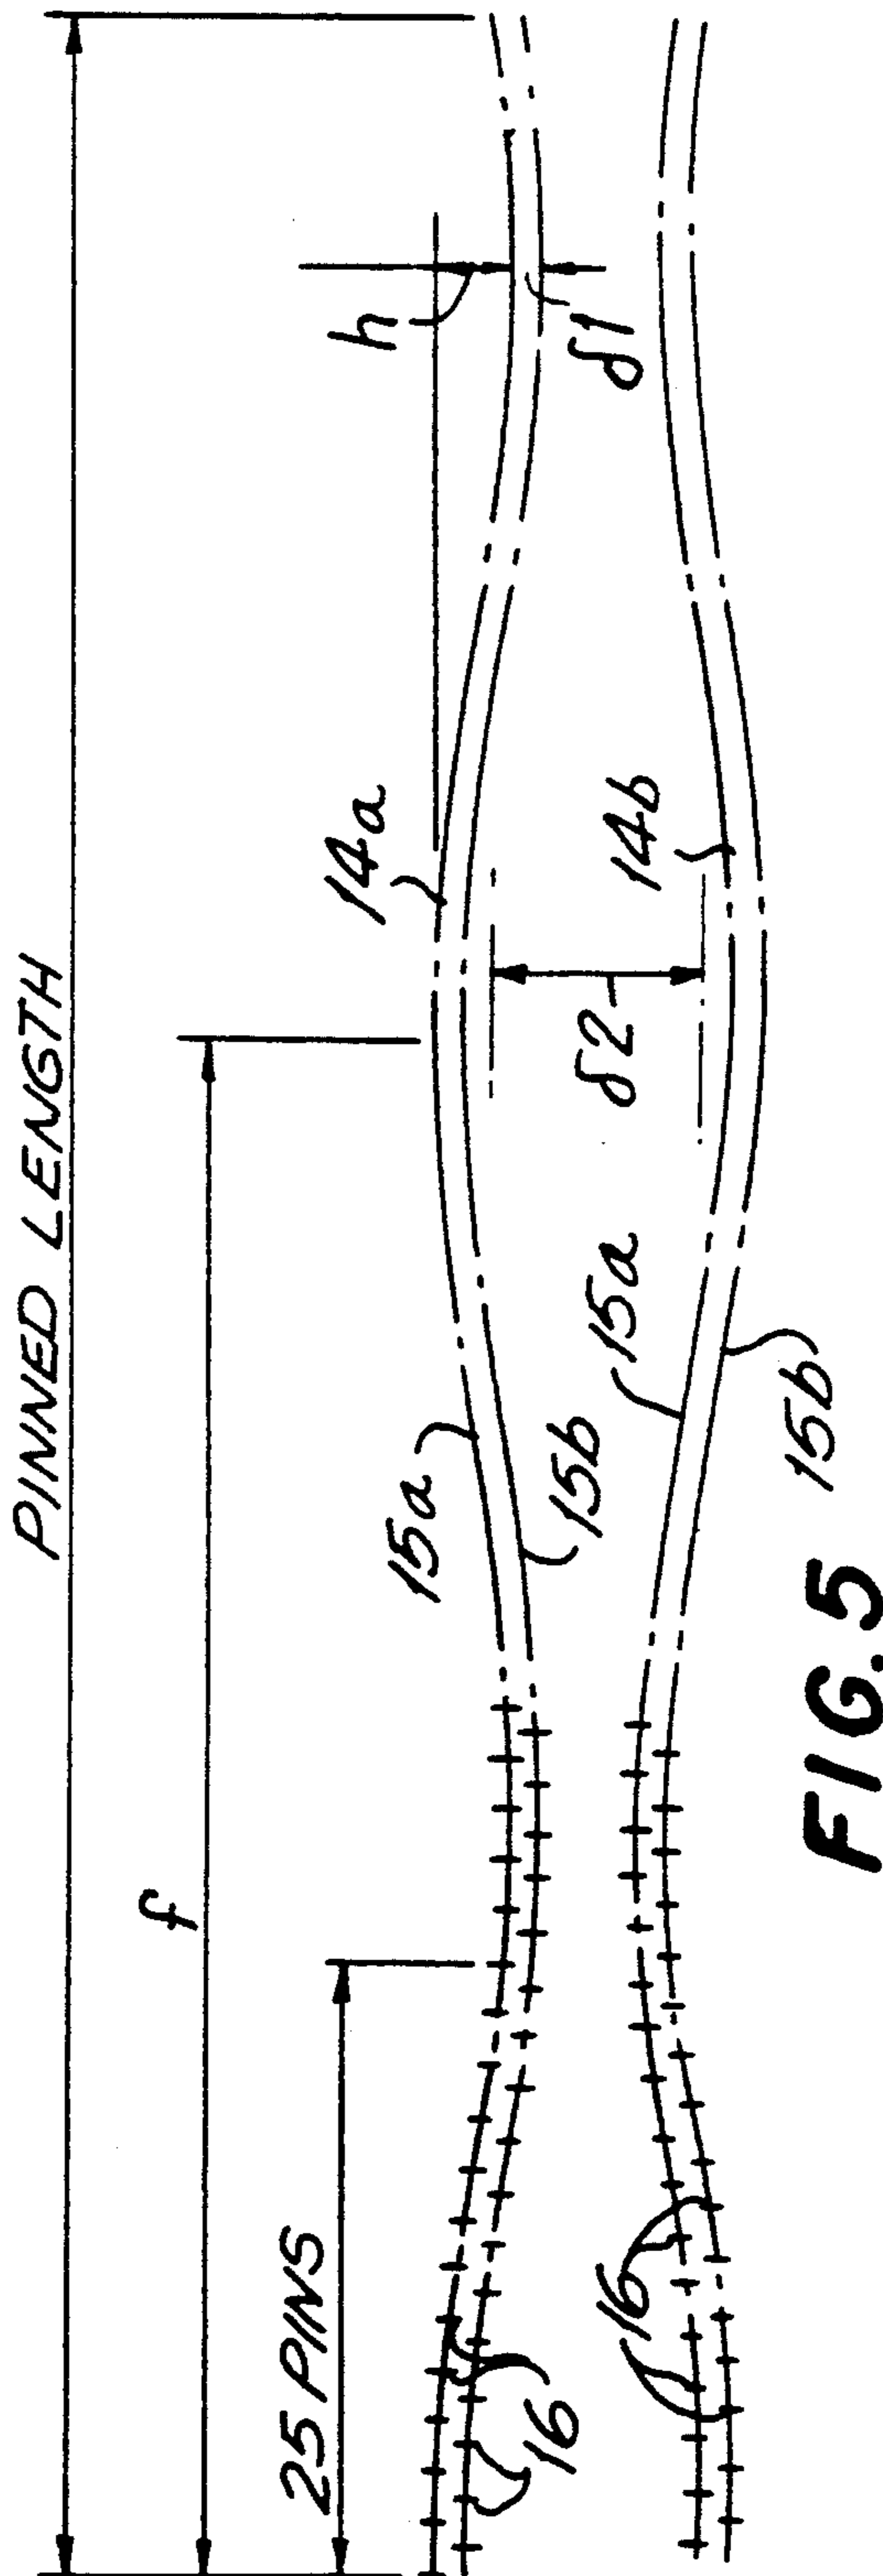 PINNED LENGTH
f
25 PINS
h
δ1
14a
δ2
14b
15a
15b
15a
15b
16
16
FIG. 5